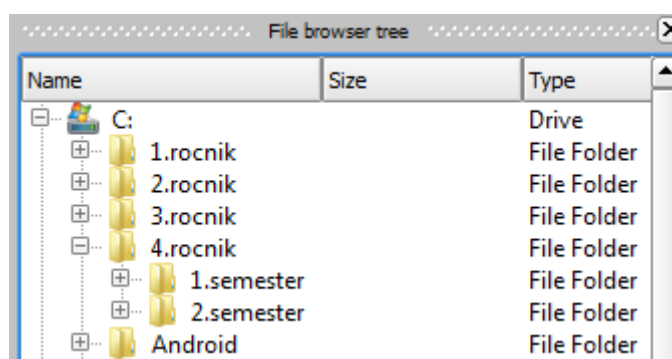 File browser tree
Name Size Type
C: Drive
1.rocnik File Folder
2.rocnik File Folder
3.rocnik File Folder
4.rocnik File Folder
1.semester File Folder
2.semester File Folder
Android File Folder